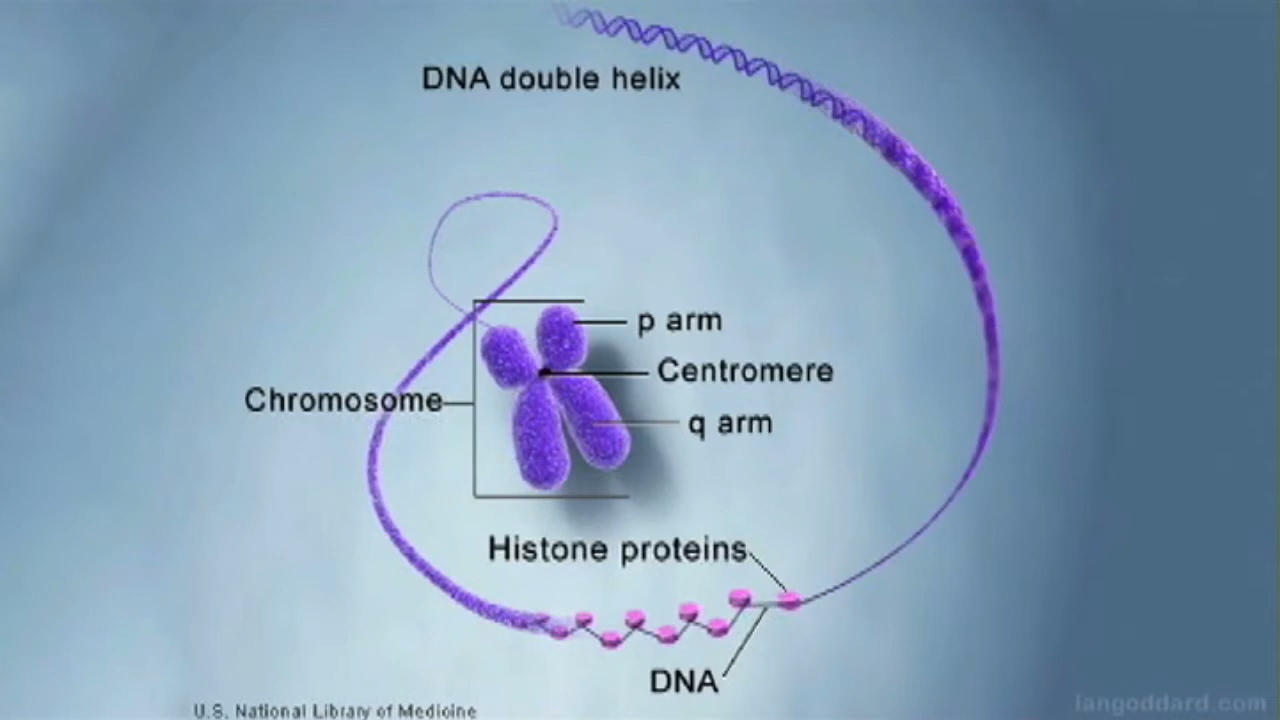 DNA double helix
p arm
Centromere
Chromosome
q arm
Histone proteins
DNA
U.S. National Library of Medicine
iangoddard.com